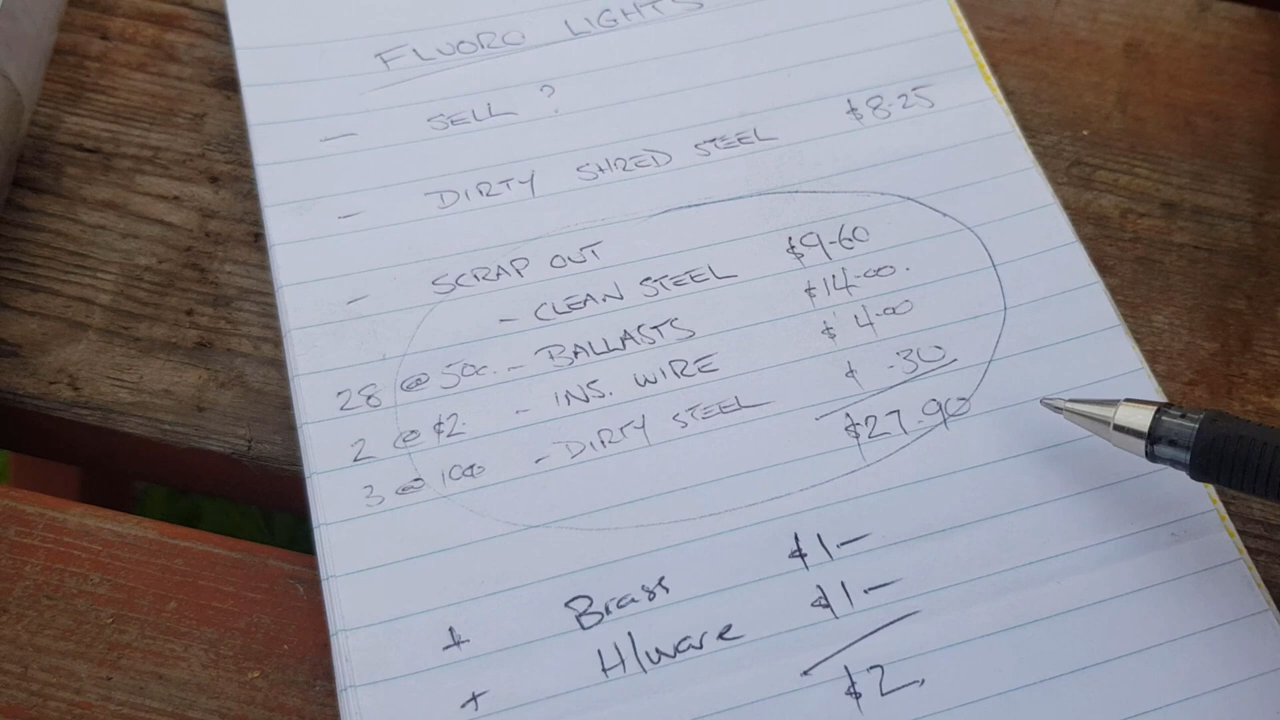 FLUORO LIGHTS
- SELL ?
- DIRTY SHRED STEEL $8.25
- SCRAP OUT
- CLEAN STEEL $9-60
28 @ 50c. - BALLASTS $14-00.
2 @ $2. - INS. WIRE $4-00
3 @ 10c - DIRTY STEEL $ .30
$27.90
+ Brass $1-
+ H/ware $1-
$2.